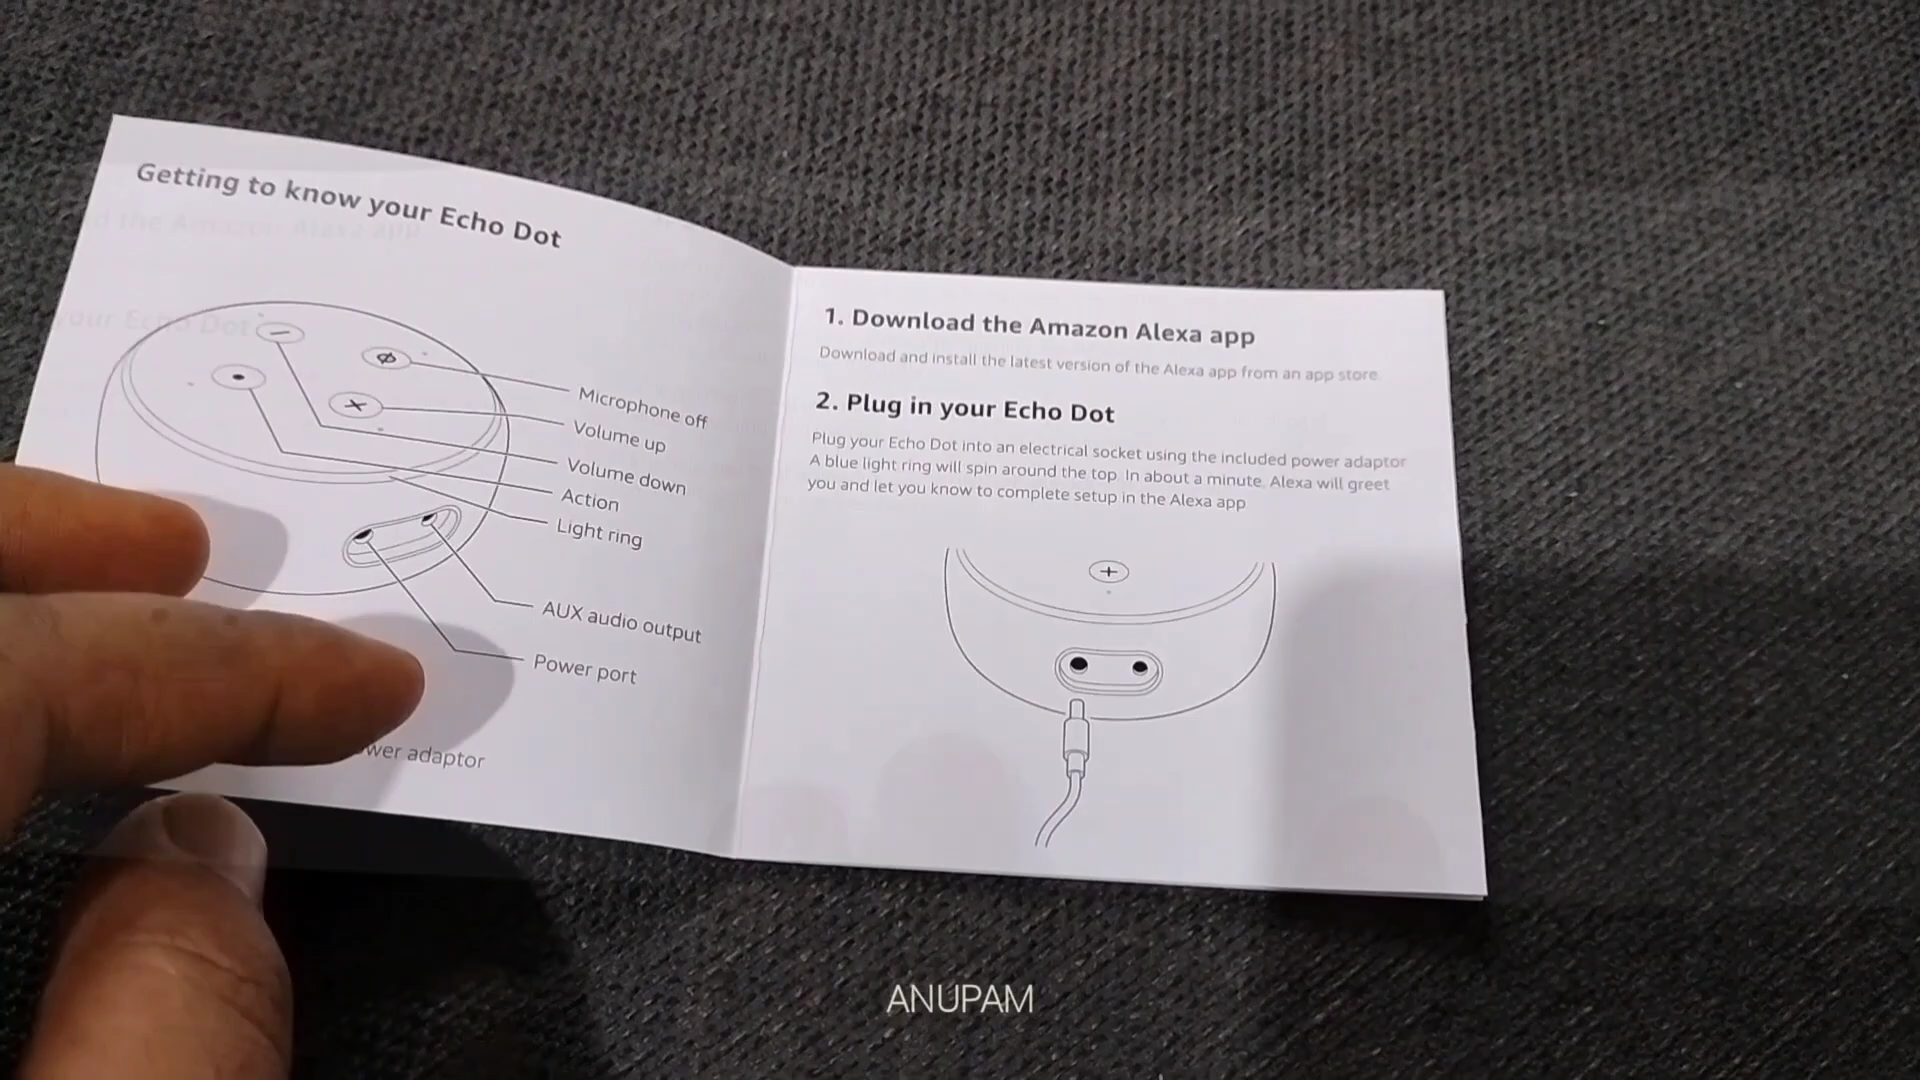 Getting to know your Echo Dot
Microphone off
Volume up
Volume down
Action
Light ring
AUX audio output
Power port
adaptor
1. Download the Amazon Alexa app
Download and install the latest version of the Alexa app from an app store
2. Plug in your Echo Dot
Plug your Echo Dot into an electrical socket using the included power adaptor
A blue light ring will spin around the top. In about a minute, Alexa will greet
you and let you know to complete setup in the Alexa app
ANUPAM